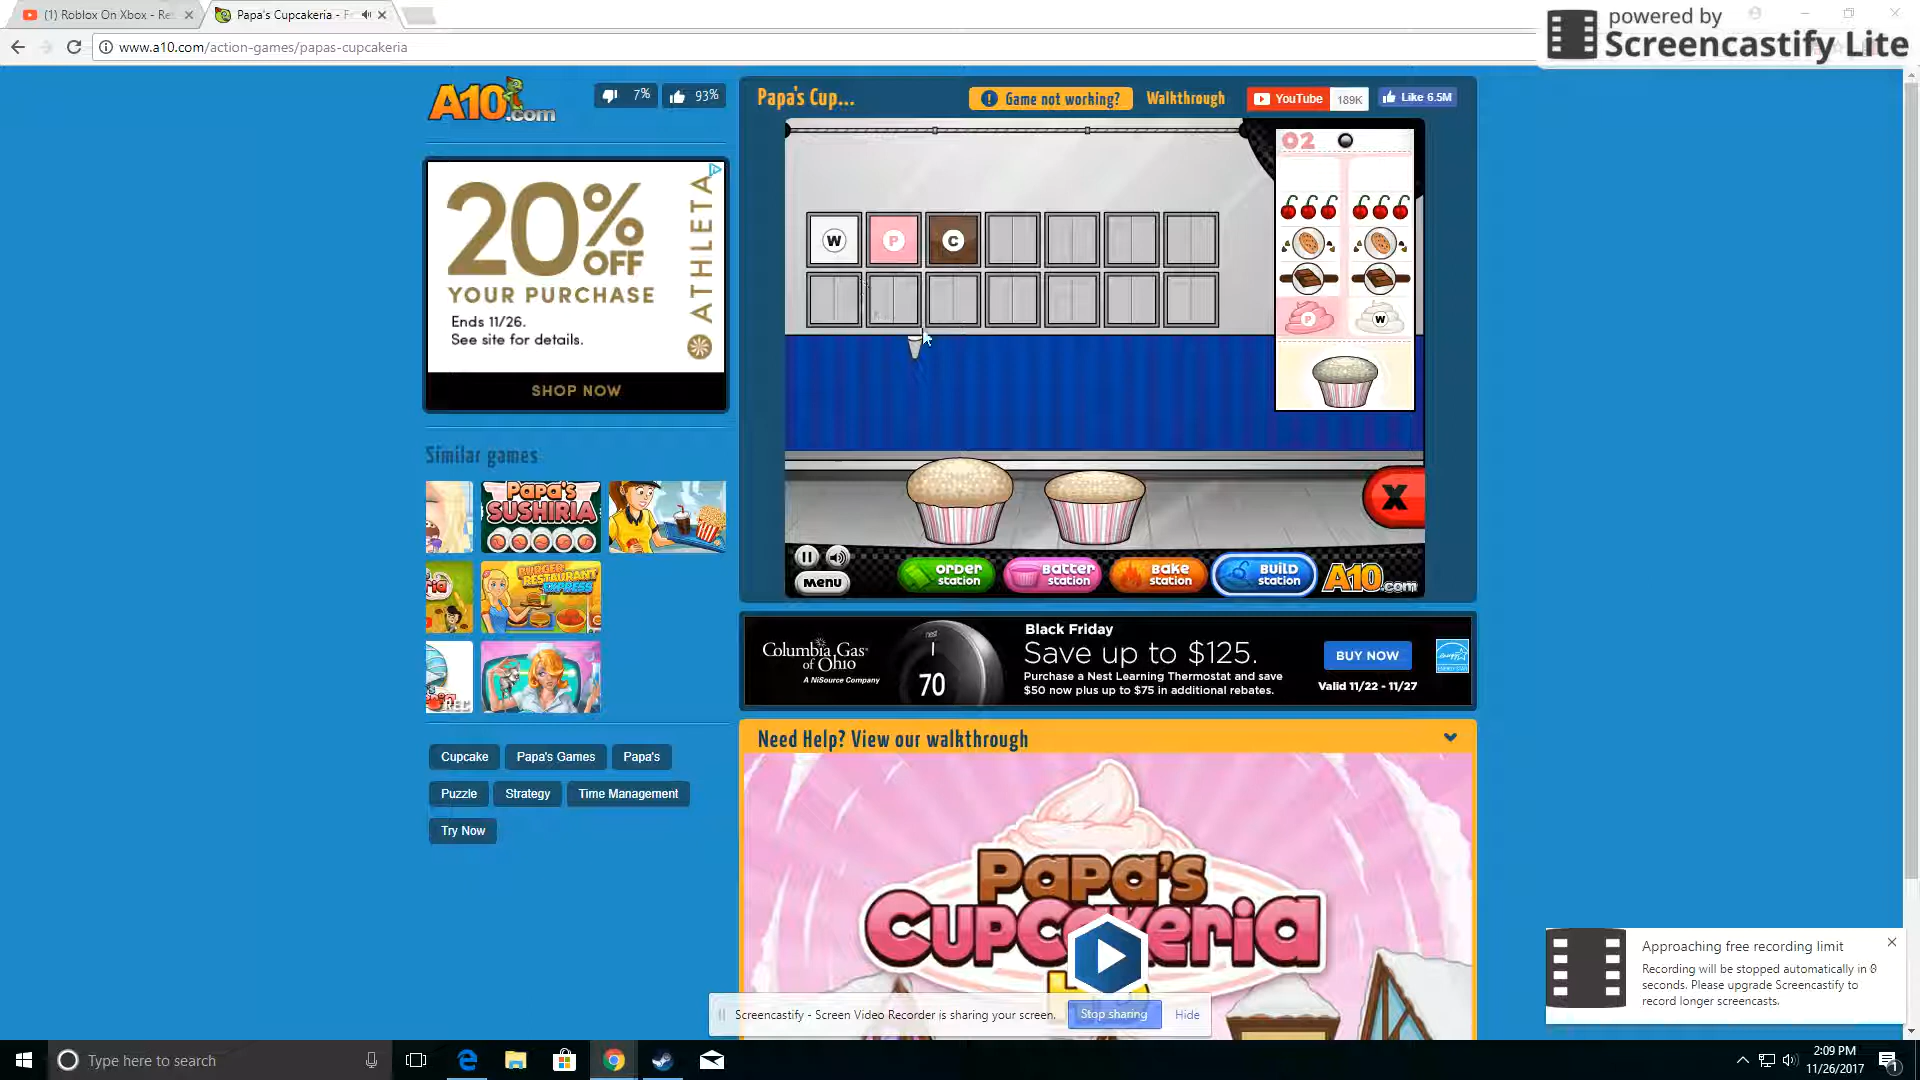 (1) Roblox On Xbox - Re
Papa's Cupcakeria - F
powered by
Screencastify Lite
www.a10.com/action-games/papas-cupcakeria
A10.com
7%
93%
Papa's Cup...
Game not working?
Walkthrough
YouTube
189K
Like 6.5M
20%
OFF
YOUR PURCHASE
Ends 11/26.
See site for details.
ATHLETA
SHOP NOW
02
W
P
C
P
W
X
Similar games
Papa's
SUSHIRIA
BURGER
RESTAURANT
EXPRESS
menu
ORDER
station
Batter
station
BAKE
station
BUILD
station
A10.com
Columbia Gas
of Ohio
A NiSource Company
nest
70
Black Friday
Save up to $125.
Purchase a Nest Learning Thermostat and save
$50 now plus up to $75 in additional rebates.
BUY NOW
Valid 11/22 - 11/27
Need Help? View our walkthrough
Cupcake
Papa's Games
Papa's
Puzzle
Strategy
Time Management
Try Now
Papa's
Cupcakeria
Approaching free recording limit
Recording will be stopped automatically in 0
seconds. Please upgrade Screencastify to
record longer screencasts.
Screencastify - Screen Video Recorder is sharing your screen.
Stop sharing
Hide
Type here to search
2:09 PM
11/26/2017
1